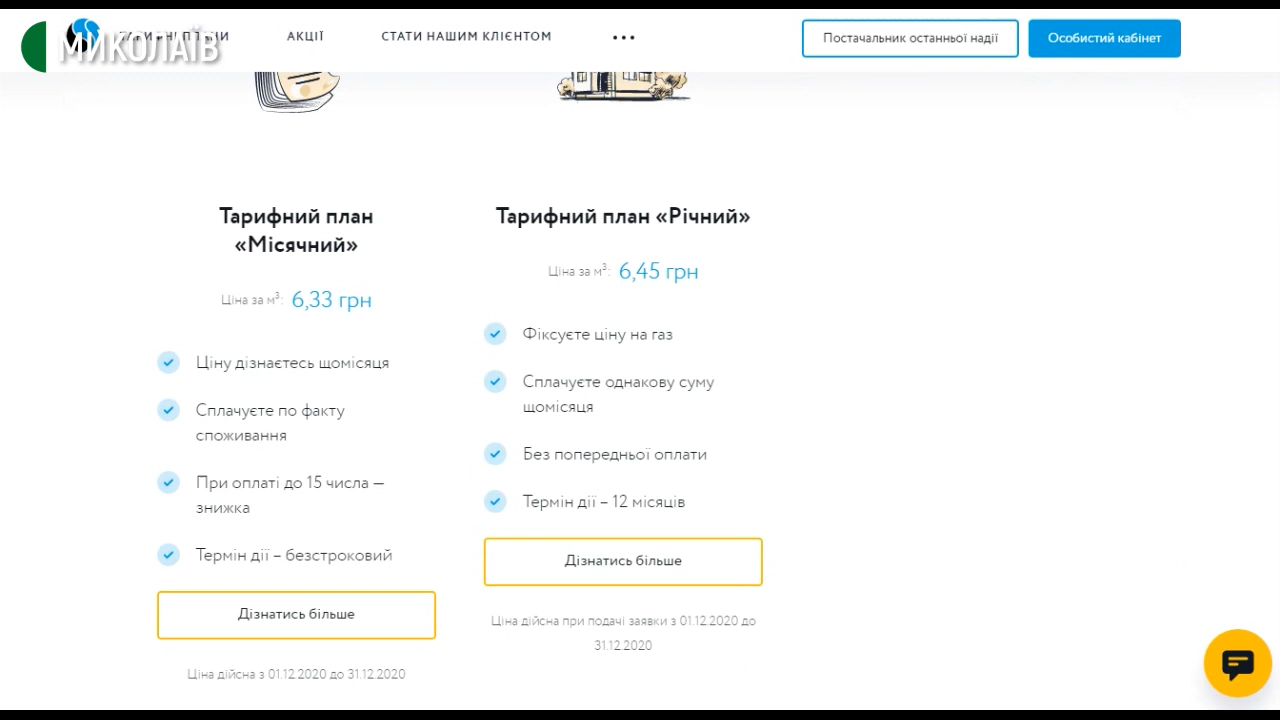 ТАРИФНІ ПЛАНИ
МИКОЛАЇВ
АКЦІЇ
СТАТИ НАШИМ КЛІЄНТОМ
Постачальник останньої надії
Особистий кабінет
Тарифний план
«Місячний»
Ціна за м³: 6,33 грн
Ціну дізнаєтесь щомісяця
Сплачуєте по факту
споживання
При оплаті до 15 числа —
знижка
Термін дії – безстроковий
Дізнатись більше
Ціна дійсна з 01.12.2020 до 31.12.2020
Тарифний план «Річний»
Ціна за м³: 6,45 грн
Фіксуєте ціну на газ
Сплачуєте однакову суму
щомісяця
Без попередньої оплати
Термін дії – 12 місяців
Дізнатись більше
Ціна дійсна при подачі заявки з 01.12.2020 до
31.12.2020